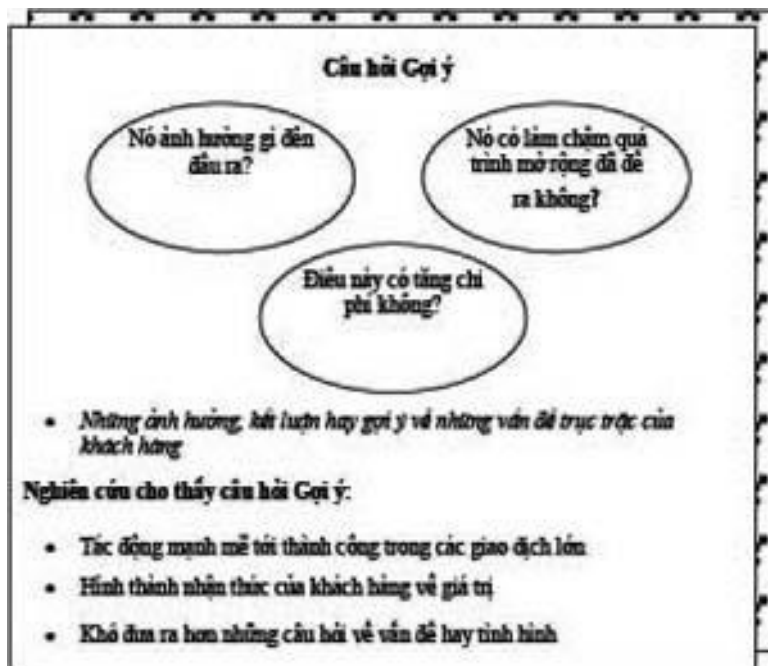 Câu hỏi Gợi ý
Nó ảnh hưởng gì đến
đầu ra?
Nó có làm chậm quá
trình mở rộng đã đề
ra không?
Điều này có tăng chi
phí không?
• Những ảnh hưởng, kết luận hay gợi ý về những vấn đề trục trặc của
khách hàng
Nghiên cứu cho thấy câu hỏi Gợi ý:
• Tác động mạnh mẽ tới thành công trong các giao dịch lớn
• Hình thành nhận thức của khách hàng về giá trị
• Khó đưa ra hơn những câu hỏi về vấn đề hay tình hình